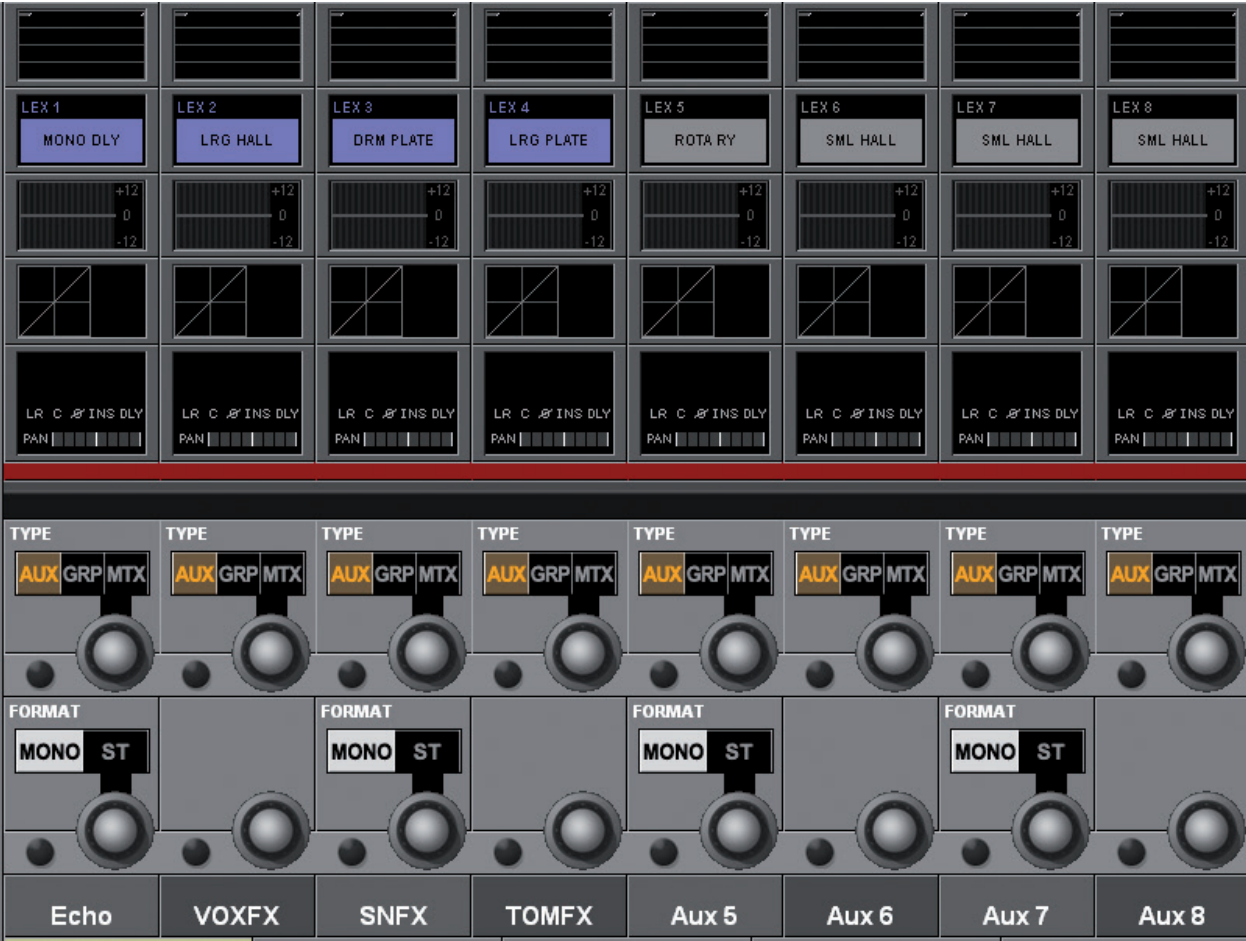 LEX 1 LEX 2 LEX 3 LEX 4 LEX 5 LEX 6 LEX 7 LEX 8
MONO DLY LRG HALL DRM PLATE LRG PLATE ROTA RY SML HALL SML HALL SML HALL
+12 +12 +12 +12 +12 +12 +12 +12
0 0 0 0 0 0 0 0
-12 -12 -12 -12 -12 -12 -12 -12
LR C Ø INS DLY LR C Ø INS DLY LR C Ø INS DLY LR C Ø INS DLY LR C Ø INS DLY LR C Ø INS DLY LR C Ø INS DLY LR C Ø INS DLY
PAN PAN PAN PAN PAN PAN PAN PAN
TYPE TYPE TYPE TYPE TYPE TYPE TYPE TYPE
AUX GRP MTX AUX GRP MTX AUX GRP MTX AUX GRP MTX AUX GRP MTX AUX GRP MTX AUX GRP MTX AUX GRP MTX
FORMAT FORMAT FORMAT FORMAT
MONO ST MONO ST MONO ST MONO ST
Echo VOXFX SNFX TOMFX Aux 5 Aux 6 Aux 7 Aux 8